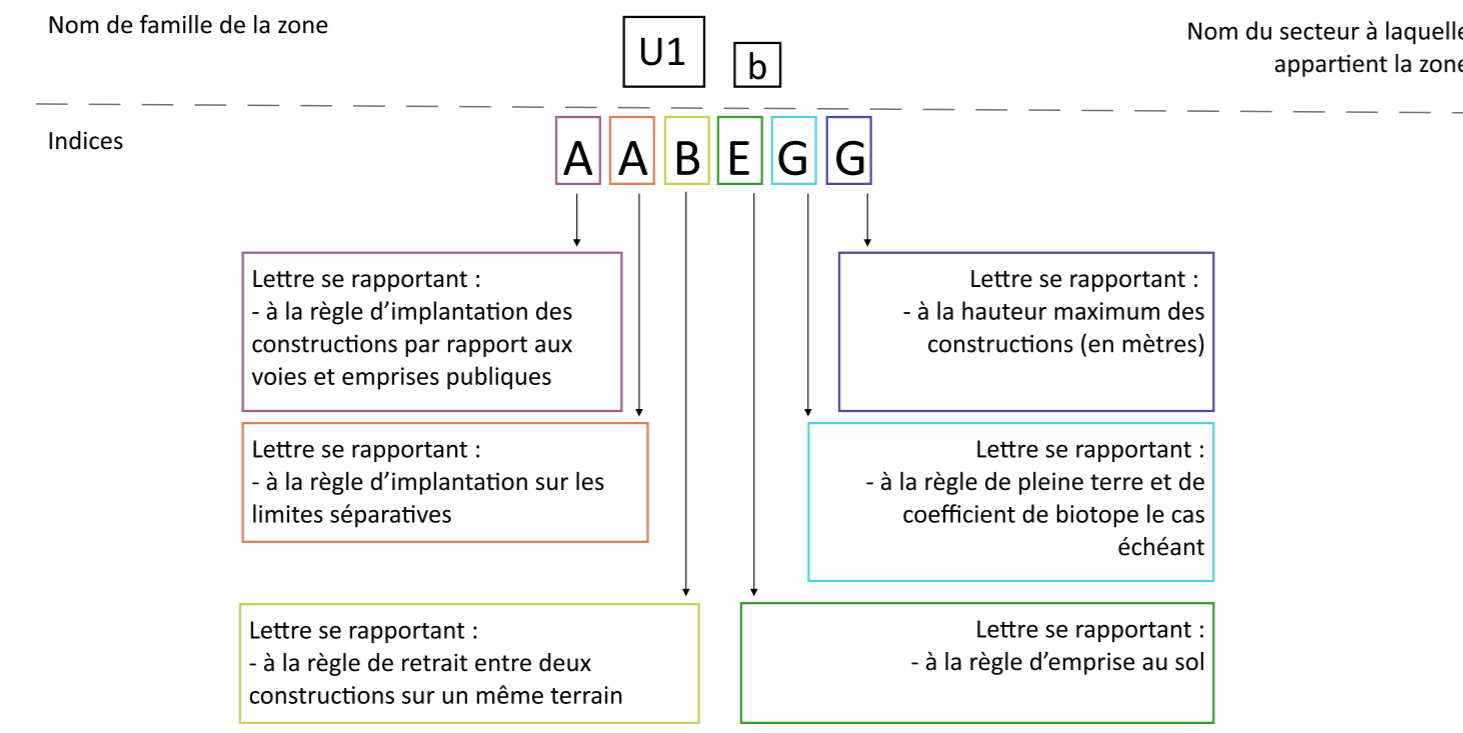 Nom de famille de la zone
U1
b
Nom du secteur à laquelle
appartient la zone
Indices
A A B E G G
Lettre se rapportant :
- à la règle d’implantation des
constructions par rapport aux
voies et emprises publiques
Lettre se rapportant :
- à la hauteur maximum des
constructions (en mètres)
Lettre se rapportant :
- à la règle d’implantation sur les
limites séparatives
Lettre se rapportant :
- à la règle de pleine terre et de
coefficient de biotope le cas
échéant
Lettre se rapportant :
- à la règle de retrait entre deux
constructions sur un même terrain
Lettre se rapportant :
- à la règle d’emprise au sol